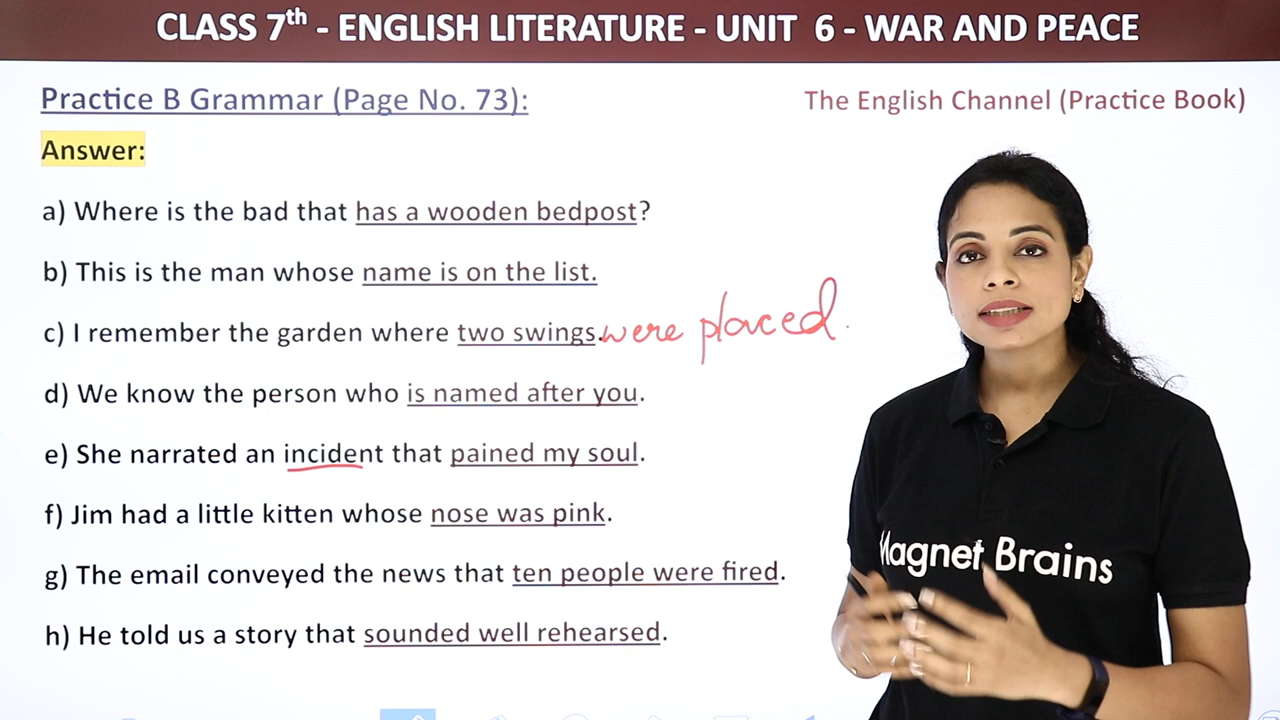 CLASS 7th - ENGLISH LITERATURE - UNIT 6 - WAR AND PEACE
Practice B Grammar (Page No. 73):
The English Channel (Practice Book)
Answer:
a) Where is the bad that has a wooden bedpost?
b) This is the man whose name is on the list.
c) I remember the garden where two swings.were placed.
d) We know the person who is named after you.
e) She narrated an incident that pained my soul.
f) Jim had a little kitten whose nose was pink.
g) The email conveyed the news that ten people were fired.
h) He told us a story that sounded well rehearsed.
Magnet Brains